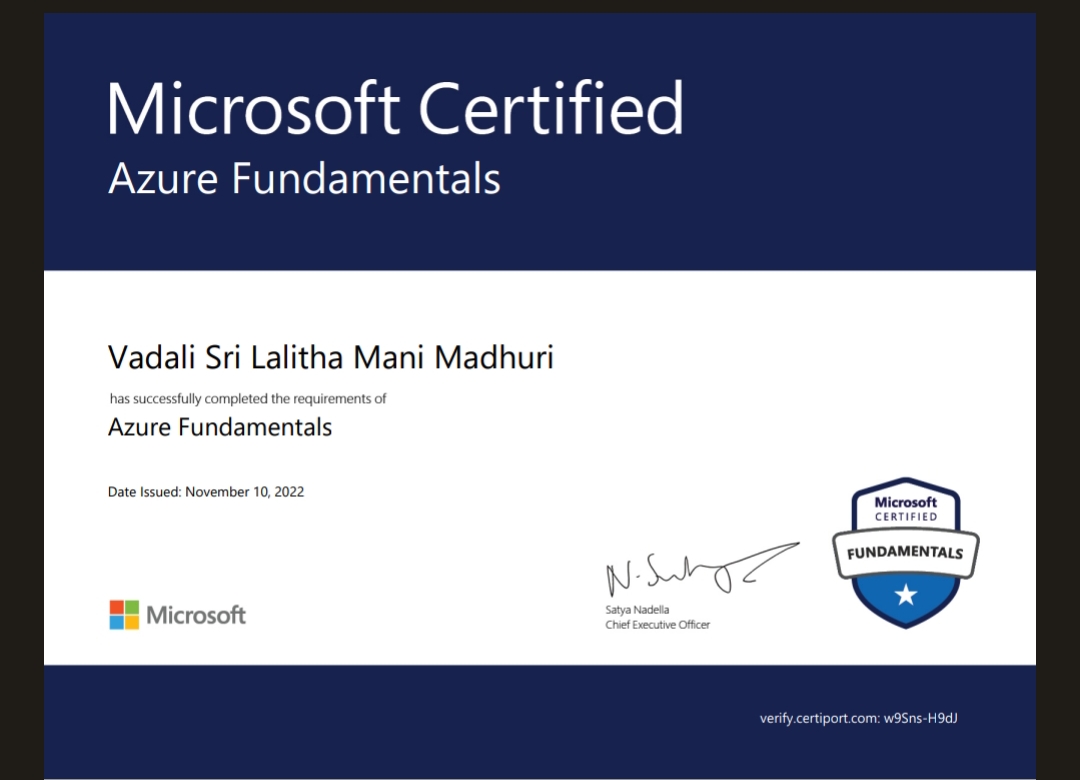 Microsoft Certified
Azure Fundamentals
Vadali Sri Lalitha Mani Madhuri
has successfully completed the requirements of
Azure Fundamentals
Date Issued: November 10, 2022
Microsoft
CERTIFIED
FUNDAMENTALS
N. Satya
Satya Nadella
Chief Executive Officer
Microsoft
verify.certiport.com: w9Sns-H9dJ